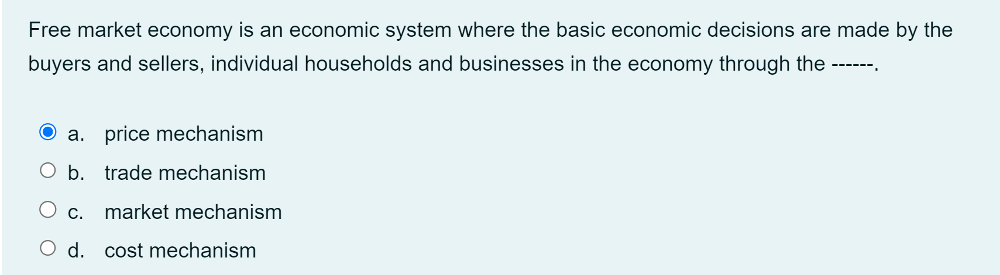 Free market economy is an economic system where the basic economic decisions are made by the
buyers and sellers, individual households and businesses in the economy through the ------.
a. price mechanism
b. trade mechanism
c. market mechanism
d. cost mechanism